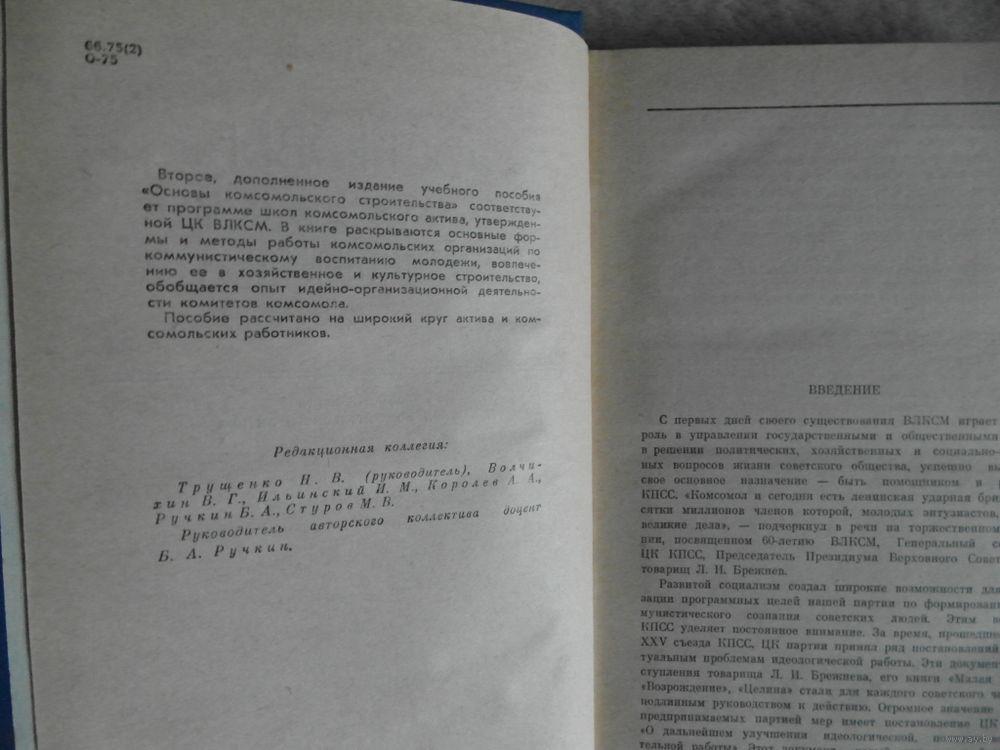 66.75(2)
О-75
Второе, дополненное издание учебного пособия
«Основы комсомольского строительства» соответству-
ет программе школ комсомольского актива, утвержден-
ной ЦК ВЛКСМ. В книге раскрываются основные фор-
мы и методы работы комсомольских организаций по
коммунистическому воспитанию молодежи, вовлече-
нию ее в хозяйственное и культурное строительство,
обобщается опыт идейно-организационной деятельно-
сти комитетов комсомола.
Пособие рассчитано на широкий круг актива и ком-
сомольских работников.
Редакционная коллегия:
Трущенко Н. В. (руководитель), Волчи-
хин В. Г., Ильинский И. М., Королев А. А.,
Ручкин Б. А., Стуров М. В.
Руководитель авторского коллектива доцент
Б. А. Ручкин.
ВВЕДЕНИЕ
С первых дней своего существования ВЛКСМ играет
роль в управлении государственными и общественными
в решении политических, хозяйственных и социально-
ных вопросов жизни советского общества, успешно
свое основное назначение — быть помощником и
КПСС. «Комсомол и сегодня есть ленинская ударная
сятки миллионов членов которой, молодых энтузиастов,
великие дела», — подчеркнул в речи на торжественном
нии, посвященном 60-летию ВЛКСМ, Генеральный
ЦК КПСС, Председатель Президиума Верховного
товарищ Л. И. Брежнев.
Развитой социализм создал широкие возможности для
зации программных целей нашей партии по
мунистического сознания советских людей. Этим
КПСС уделяет постоянное внимание. За время,
XXV съезда КПСС, ЦК партии принял ряд постановлений
туальным проблемам идеологической работы. Эти
ступления товарища Л. И. Брежнева, его книги «Малая
«Возрождение», «Целина» стали для каждого советского
подлинным руководством к действию. Огромное значение
предпринимаемых партией мер имеет постановление ЦК
«О дальнейшем улучшении идеологической,
тельной работы». Этот
www.ay.by